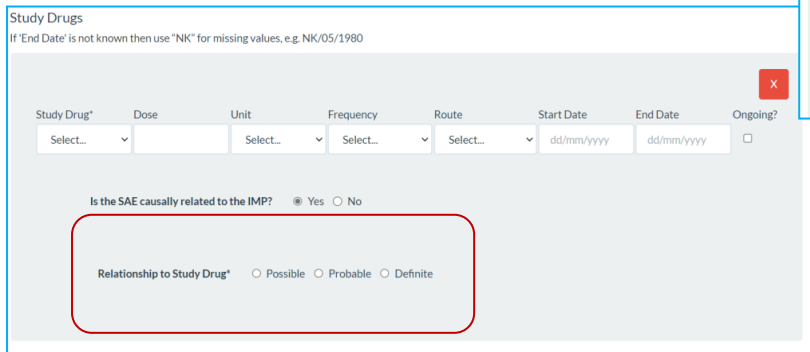 Study Drugs
If 'End Date' is not known then use "NK" for missing values, e.g. NK/05/1980
X
Study Drug* Dose Unit Frequency Route Start Date End Date Ongoing?
Select... Select... Select... Select... dd/mm/yyyy dd/mm/yyyy
Is the SAE causally related to the IMP? Yes No
Relationship to Study Drug* Possible Probable Definite